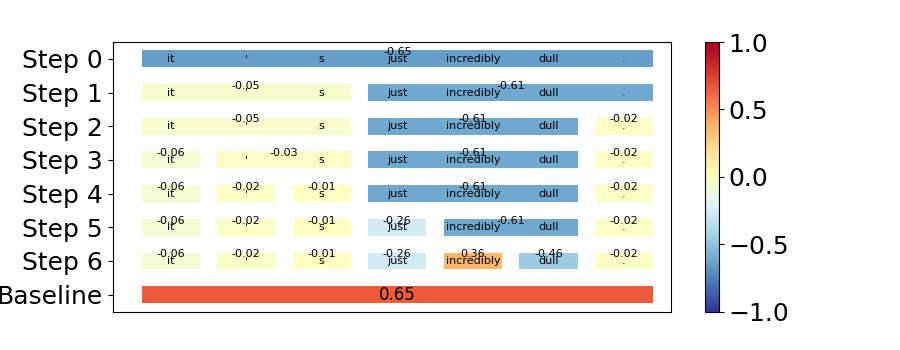 -0.65
Step 0 it ' s just incredibly dull .
-0.05 -0.61
Step 1 it ' s just incredibly dull .
-0.05 -0.61 -0.02
Step 2 it ' s just incredibly dull .
-0.06 -0.03 -0.61 -0.02
Step 3 it ' s just incredibly dull .
-0.06 -0.02 -0.01 -0.61 -0.02
Step 4 it ' s just incredibly dull .
-0.06 -0.02 -0.01 -0.26 -0.61 -0.02
Step 5 it ' s just incredibly dull .
-0.06 -0.02 -0.01 -0.26 0.36 -0.46 -0.02
Step 6 it ' s just incredibly dull .
Baseline 0.65
1.0
0.5
0.0
−0.5
−1.0